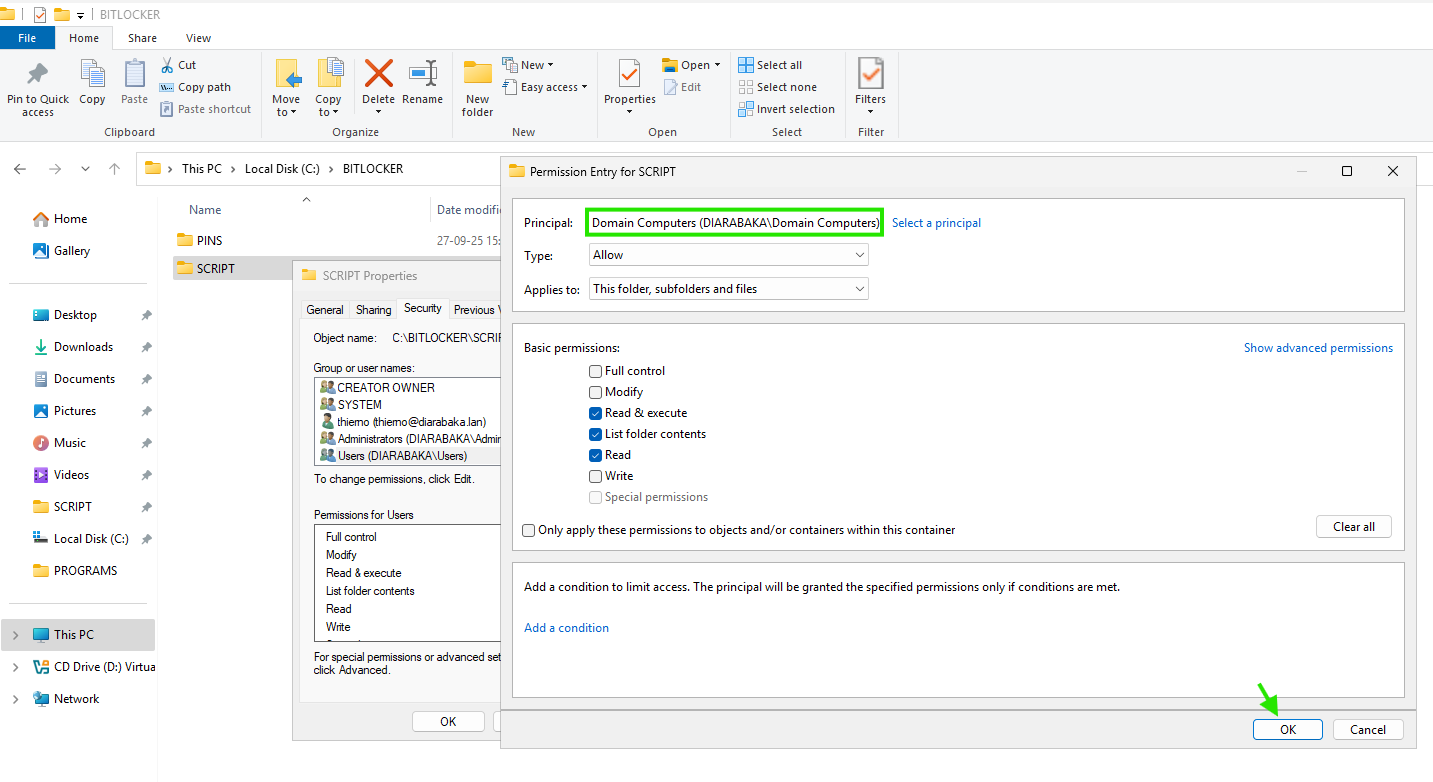 BITLOCKER
File Home Share View
Pin to Quick access
Copy
Paste
Cut
Copy path
Paste shortcut
Clipboard
Move to
Copy to
Delete
Rename
Organize
New folder
New
Easy access
New
Properties
Open
Edit
Open
Select all
Select none
Invert selection
Select
Filters
Filter
This PC > Local Disk (C:) > BITLOCKER
Home
Gallery
Desktop
Downloads
Documents
Pictures
Music
Videos
SCRIPT
Local Disk (C:)
PROGRAMS
This PC
CD Drive (D:) Virtua
Network
Name Date modifi
PINS 27-09-25 15:
SCRIPT
SCRIPT Properties
General Sharing Security Previous V
Object name: C:\BITLOCKER\SCRIP
Group or user names:
CREATOR OWNER
SYSTEM
thierno (thierno@diarabaka.lan)
Administrators (DIARABAKA\Admir
Users (DIARABAKA\Users)
To change permissions, click Edit.
Permissions for Users
Full control
Modify
Read & execute
List folder contents
Read
Write
For special permissions or advanced set
click Advanced.
OK
Permission Entry for SCRIPT
Principal: Domain Computers (DIARABAKA\Domain Computers) Select a principal
Type: Allow
Applies to: This folder, subfolders and files
Basic permissions: Show advanced permissions
Full control
Modify
Read & execute
List folder contents
Read
Write
Special permissions
Only apply these permissions to objects and/or containers within this container
Clear all
Add a condition to limit access. The principal will be granted the specified permissions only if conditions are met.
Add a condition
OK Cancel